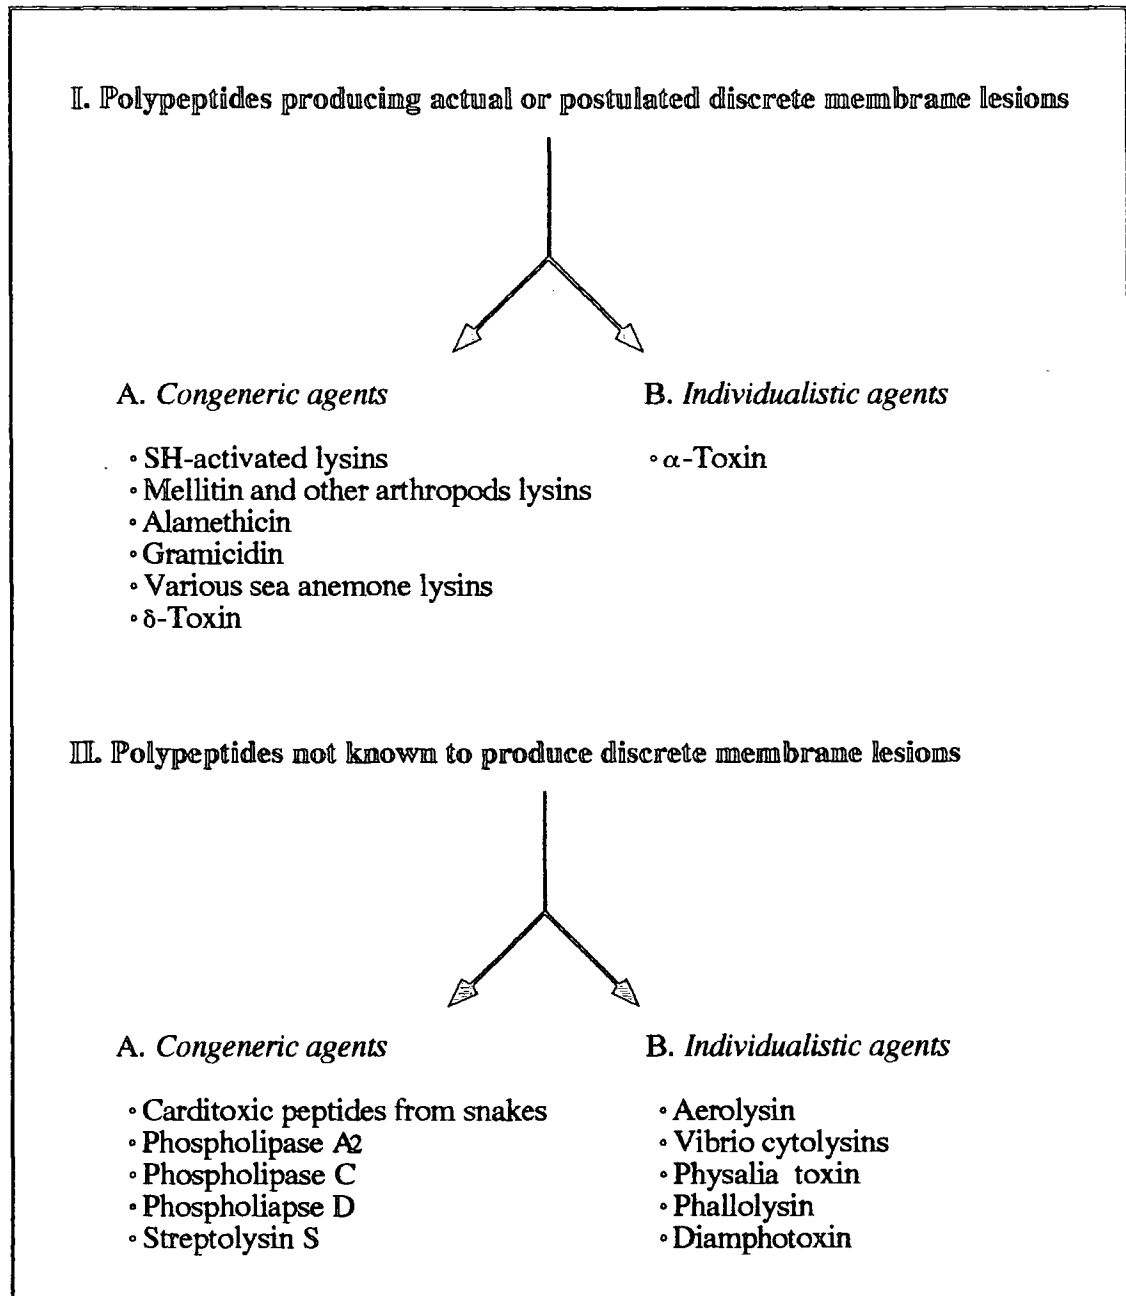 I. Polypeptides producing actual or postulated discrete membrane lesions
A. Congeneric agents
◦ SH-activated lysins
◦ Mellitin and other arthropods lysins
◦ Alamethicin
◦ Gramicidin
◦ Various sea anemone lysins
◦ δ-Toxin
B. Individualistic agents
◦ α-Toxin
II. Polypeptides not known to produce discrete membrane lesions
A. Congeneric agents
◦ Carditoxic peptides from snakes
◦ Phospholipase A2
◦ Phospholipase C
◦ Phospholiapse D
◦ Streptolysin S
B. Individualistic agents
◦ Aerolysin
◦ Vibrio cytolysins
◦ Physalia toxin
◦ Phallolysin
◦ Diamphotoxin